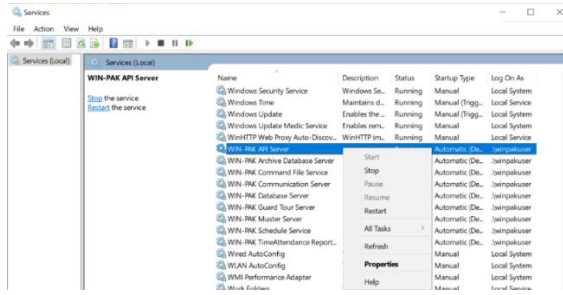 Services
File Action View Help
Services (Local)
Services (Local)
WIN-PAK API Server
Stop the service
Restart the service
Name Description Status Startup Type Log On As
Windows Security Service Windows Se... Running Manual Local System
Windows Time Maintains d... Running Manual (Trigg... Local Service
Windows Update Enables the ... Running Manual (Trigg... Local System
Windows Update Medic Service Enables rem... Running Manual Local System
WinHTTP Web Proxy Auto-Discov... WinHTTP im... Running Manual Local Service
WIN-PAK API Server Automatic (De... .\winpakuser
WIN-PAK Archive Database Server Automatic (De... .\winpakuser
WIN-PAK Command File Service Automatic (De... .\winpakuser
WIN-PAK Communication Server Automatic (De... .\winpakuser
WIN-PAK Database Server Automatic (De... .\winpakuser
WIN-PAK Guard Tour Server Automatic (De... .\winpakuser
WIN-PAK Muster Server Automatic (De... .\winpakuser
WIN-PAK Schedule Service Automatic (De... .\winpakuser
WIN-PAK TimeAttendance Report... Automatic (De... .\winpakuser
Wired AutoConfig Manual Local System
WLAN AutoConfig Manual Local System
WMI Performance Adapter Manual Local System
Work Folders Manual Local Service
Start
Stop
Pause
Resume
Restart
All Tasks
Refresh
Properties
Help